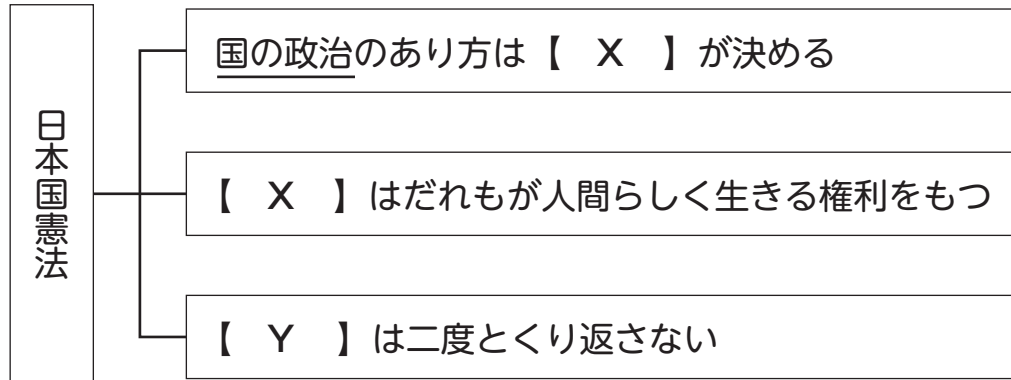 日本国憲法
国の政治のあり方は【 X 】が決める
【 X 】はだれもが人間らしく生きる権利をもつ
【 Y 】は二度とくり返さない